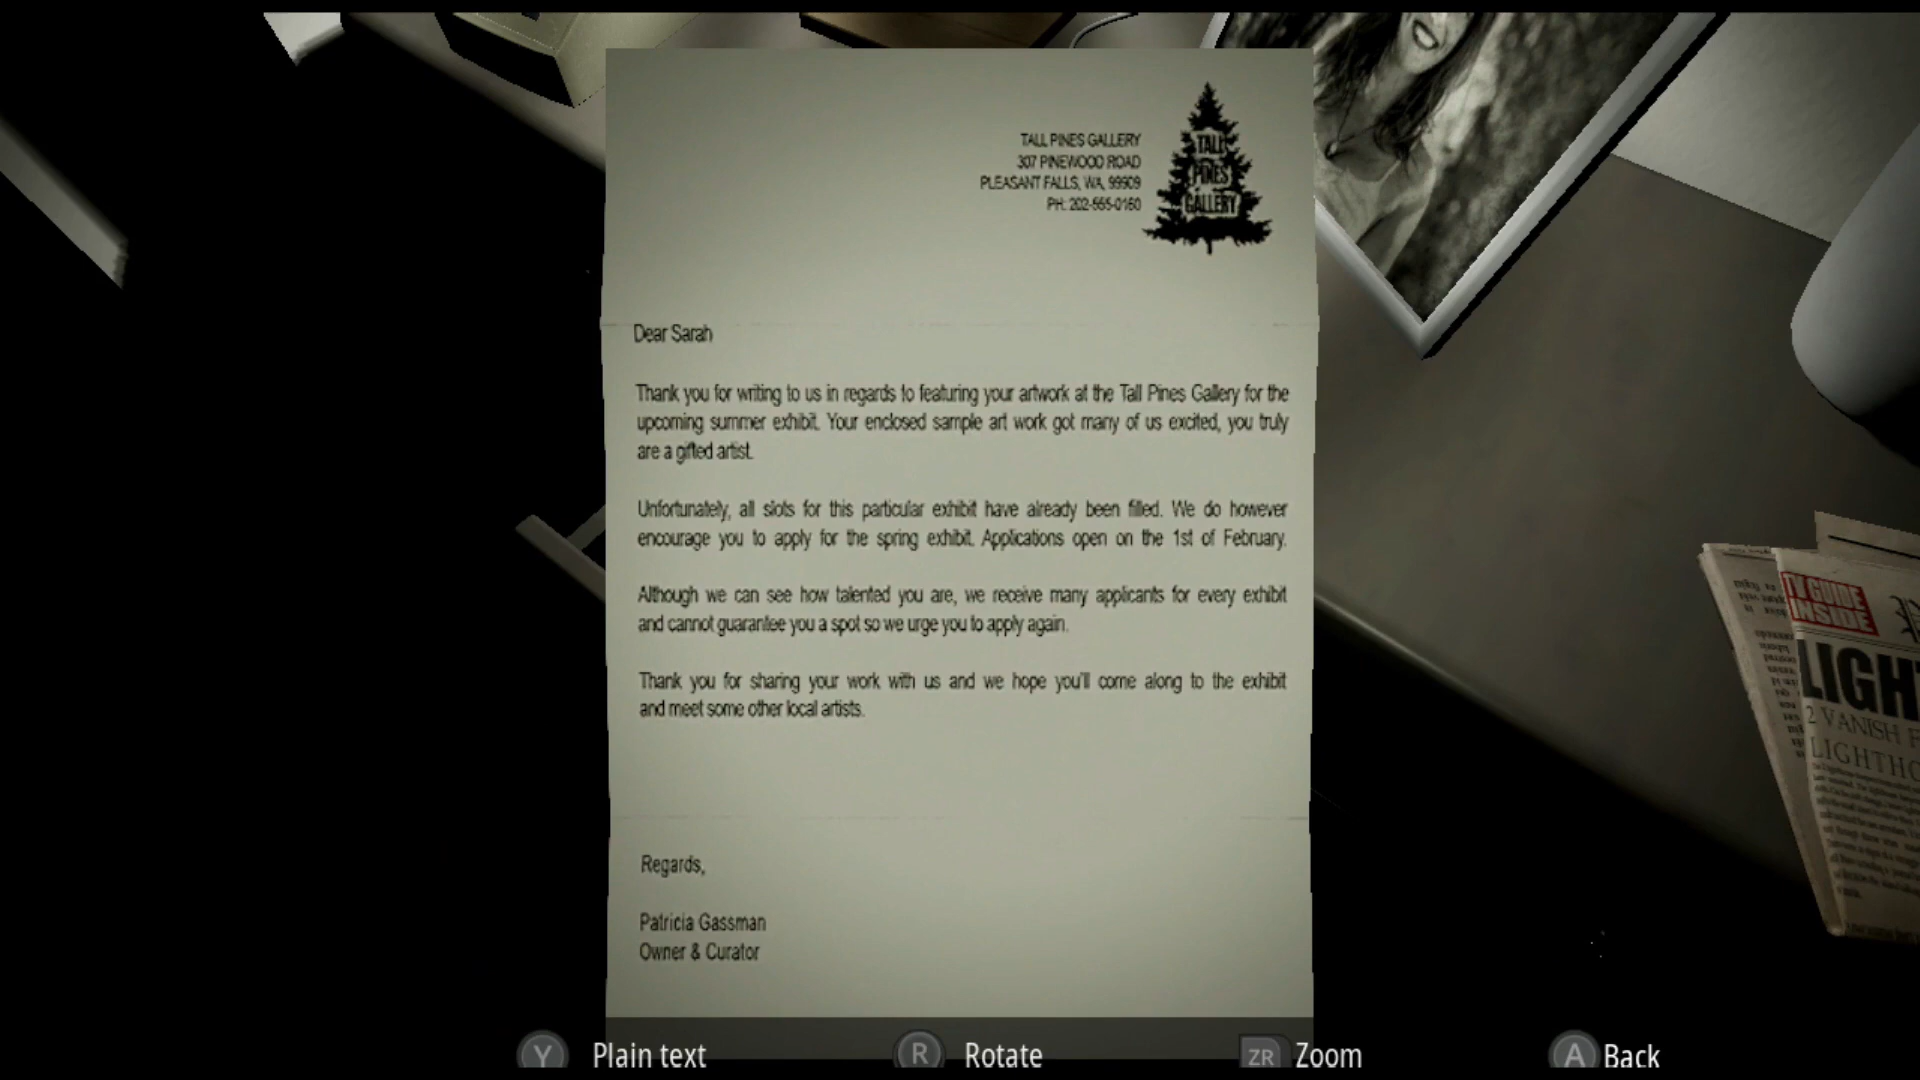 TALL PINES GALLERY
307 PINEWOOD ROAD
PLEASANT FALLS, WA, 99909
PH: 202-555-0160
TALL
PINES
GALLERY
Dear Sarah
Thank you for writing to us in regards to featuring your artwork at the Tall Pines Gallery for the
upcoming summer exhibit. Your enclosed sample art work got many of us excited, you truly
are a gifted artist.
Unfortunately, all slots for this particular exhibit have already been filled. We do however
encourage you to apply for the spring exhibit. Applications open on the 1st of February.
Although we can see how talented you are, we receive many applicants for every exhibit
and cannot guarantee you a spot so we urge you to apply again.
Thank you for sharing your work with us and we hope you'll come along to the exhibit
and meet some other local artists.
Regards,
Patricia Gassman
Owner & Curator
TV GUIDE
INSIDE
LIGHT
2 VANISH F
LIGHTHO
Y Plain text
R Rotate
ZR Zoom
A Back